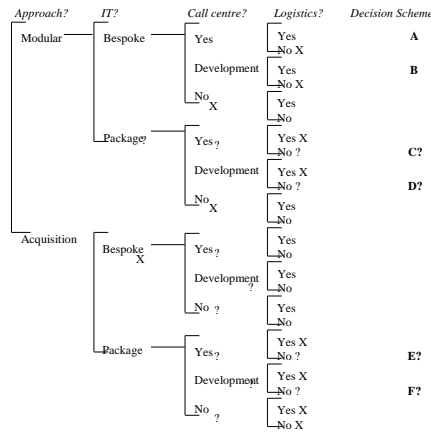 Approach? IT? Call centre? Logistics? Decision Scheme
Modular Bespoke Yes Yes A
No X
Development Yes B
No X
No X Yes
No
Package? Yes ? Yes X
No ? C?
Development Yes X
No ? D?
No X Yes
No
Acquisition Bespoke X Yes ? Yes
No
Development ? Yes
No
No ? Yes
No
Package Yes ? Yes X
No ? E?
Development? Yes X
No ? F?
No ? Yes X
No X